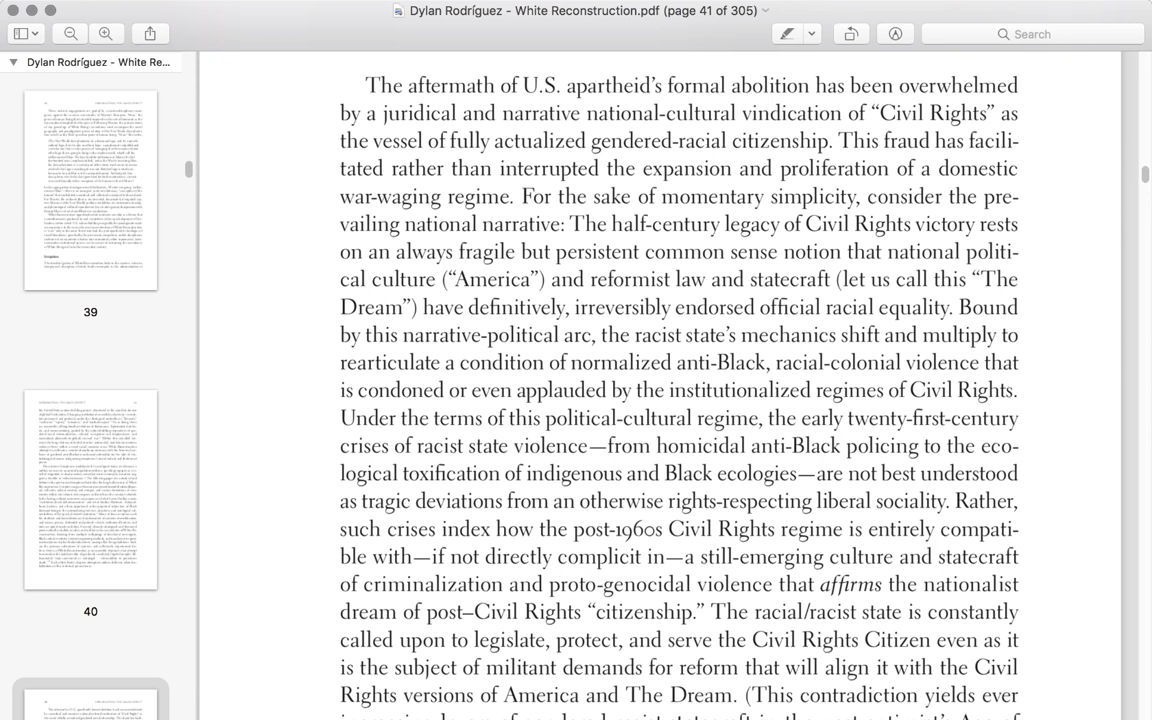 Dylan Rodríguez - White Reconstruction.pdf (page 41 of 305)
Search
Dylan Rodríguez - White Re...
39
40
The aftermath of U.S. apartheid's formal abolition has been overwhelmed
by a juridical and narrative national-cultural vindication of “Civil Rights” as
the vessel of fully actualized gendered-racial citizenship. This fraud has facili-
tated rather than interrupted the expansion and proliferation of a domestic
war-waging regime. For the sake of momentary simplicity, consider the pre-
vailing national narrative: The half-century legacy of Civil Rights victory rests
on an always fragile but persistent common sense notion that national politi-
cal culture (“America”) and reformist law and statecraft (let us call this “The
Dream”) have definitively, irreversibly endorsed official racial equality. Bound
by this narrative-political arc, the racist state's mechanics shift and multiply to
rearticulate a condition of normalized anti-Black, racial-colonial violence that
is condoned or even applauded by the institutionalized regimes of Civil Rights.
Under the terms of this political-cultural regime, the early twenty-first-century
crises of racist state violence—from homicidal anti-Black policing to the eco-
logical toxification of indigenous and Black ecologies—are not best understood
as tragic deviations from an otherwise rights-respecting liberal sociality. Rather,
such crises index how the post-1960s Civil Rights regime is entirely compati-
ble with—if not directly complicit in—a still-emerging culture and statecraft
of criminalization and proto-genocidal violence that affirms the nationalist
dream of post–Civil Rights “citizenship.” The racial/racist state is constantly
called upon to legislate, protect, and serve the Civil Rights Citizen even as it
is the subject of militant demands for reform that will align it with the Civil
Rights versions of America and The Dream. (This contradiction yields ever